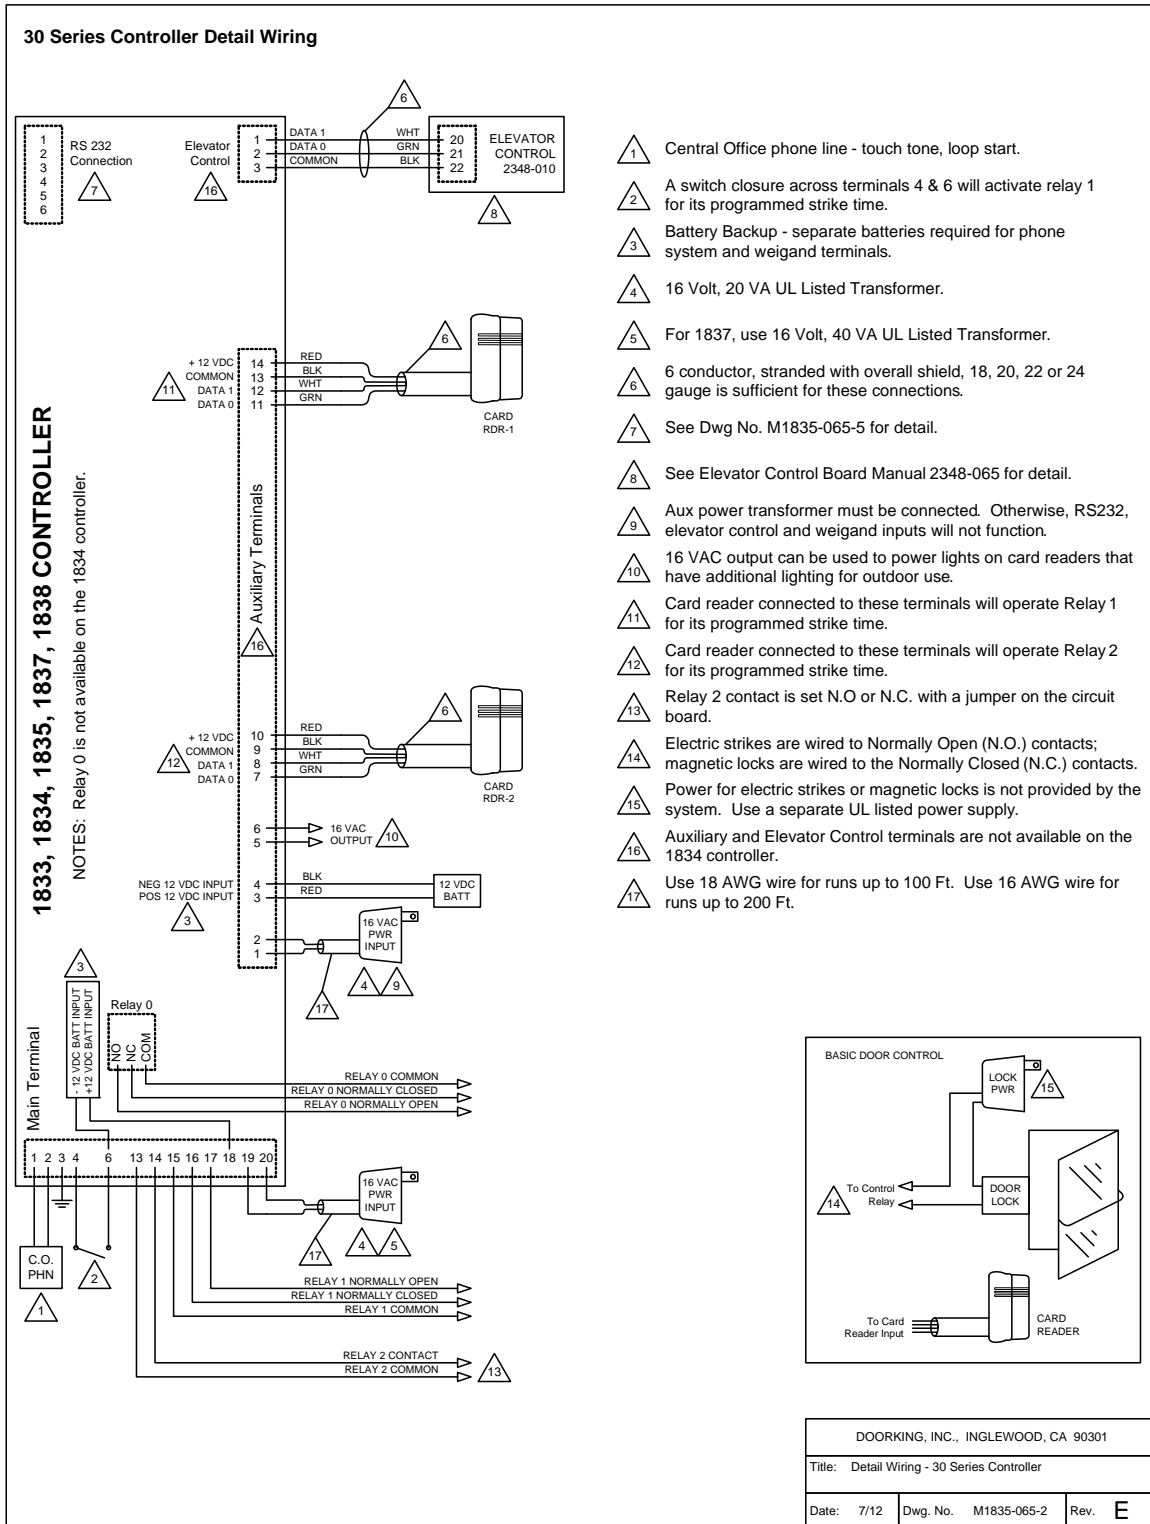 30 Series Controller Detail Wiring
6
1
2
3
4
5
6
RS 232
Connection
7
Elevator
Control
16
1
2
3
DATA 1
DATA 0
COMMON
WHT
GRN
BLK
20
21
22
ELEVATOR
CONTROL
2348-010
8
1833, 1834, 1835, 1837, 1838 CONTROLLER
NOTES: Relay 0 is not available on the 1834 controller.
+ 12 VDC
COMMON
DATA 1
DATA 0
11
14
13
12
11
RED
BLK
WHT
GRN
6
CARD
RDR-1
Auxiliary Terminals
16
+ 12 VDC
COMMON
DATA 1
DATA 0
12
10
9
8
7
RED
BLK
WHT
GRN
6
CARD
RDR-2
6
5
16 VAC
OUTPUT
10
NEG 12 VDC INPUT
POS 12 VDC INPUT
3
4
3
BLK
RED
12 VDC
BATT
2
1
16 VAC
PWR
INPUT
17
4
9
3
- 12 VDC BATT INPUT
+12 VDC BATT INPUT
Relay 0
NO
NC
COM
Main Terminal
RELAY 0 COMMON
RELAY 0 NORMALLY CLOSED
RELAY 0 NORMALLY OPEN
1 2 3 4 6 13 14 15 16 17 18 19 20
16 VAC
PWR
INPUT
17
4
5
C.O.
PHN
1
2
RELAY 1 NORMALLY OPEN
RELAY 1 NORMALLY CLOSED
RELAY 1 COMMON
RELAY 2 CONTACT
RELAY 2 COMMON
13
1 Central Office phone line - touch tone, loop start.
2 A switch closure across terminals 4 & 6 will activate relay 1
for its programmed strike time.
3 Battery Backup - separate batteries required for phone
system and weigand terminals.
4 16 Volt, 20 VA UL Listed Transformer.
5 For 1837, use 16 Volt, 40 VA UL Listed Transformer.
6 6 conductor, stranded with overall shield, 18, 20, 22 or 24
gauge is sufficient for these connections.
7 See Dwg No. M1835-065-5 for detail.
8 See Elevator Control Board Manual 2348-065 for detail.
9 Aux power transformer must be connected. Otherwise, RS232,
elevator control and weigand inputs will not function.
10 16 VAC output can be used to power lights on card readers that
have additional lighting for outdoor use.
11 Card reader connected to these terminals will operate Relay 1
for its programmed strike time.
12 Card reader connected to these terminals will operate Relay 2
for its programmed strike time.
13 Relay 2 contact is set N.O or N.C. with a jumper on the circuit
board.
14 Electric strikes are wired to Normally Open (N.O.) contacts;
magnetic locks are wired to the Normally Closed (N.C.) contacts.
15 Power for electric strikes or magnetic locks is not provided by the
system. Use a separate UL listed power supply.
16 Auxiliary and Elevator Control terminals are not available on the
1834 controller.
17 Use 18 AWG wire for runs up to 100 Ft. Use 16 AWG wire for
runs up to 200 Ft.
BASIC DOOR CONTROL
LOCK
PWR
15
To Control
Relay
14
DOOR
LOCK
To Card
Reader Input
CARD
READER
DOORKING, INC., INGLEWOOD, CA 90301
Title: Detail Wiring - 30 Series Controller
Date: 7/12 Dwg. No. M1835-065-2 Rev. E